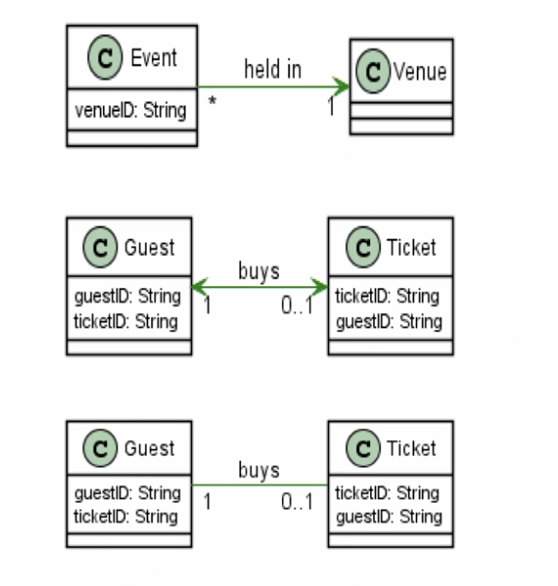 C Event
venueID: String
held in
*
1
C Venue
C Guest
guestID: String
ticketID: String
buys
1
0..1
C Ticket
ticketID: String
guestID: String
C Guest
guestID: String
ticketID: String
buys
1
0..1
C Ticket
ticketID: String
guestID: String